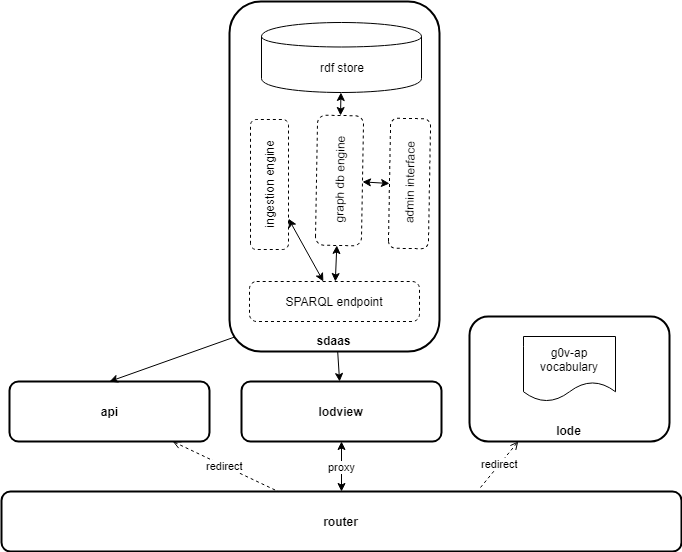 rdf store
ingestion engine
graph db engine
admin interface
SPARQL endpoint
sdaas
g0v-ap
vocabulary
lode
api
lodview
redirect
proxy
redirect
router